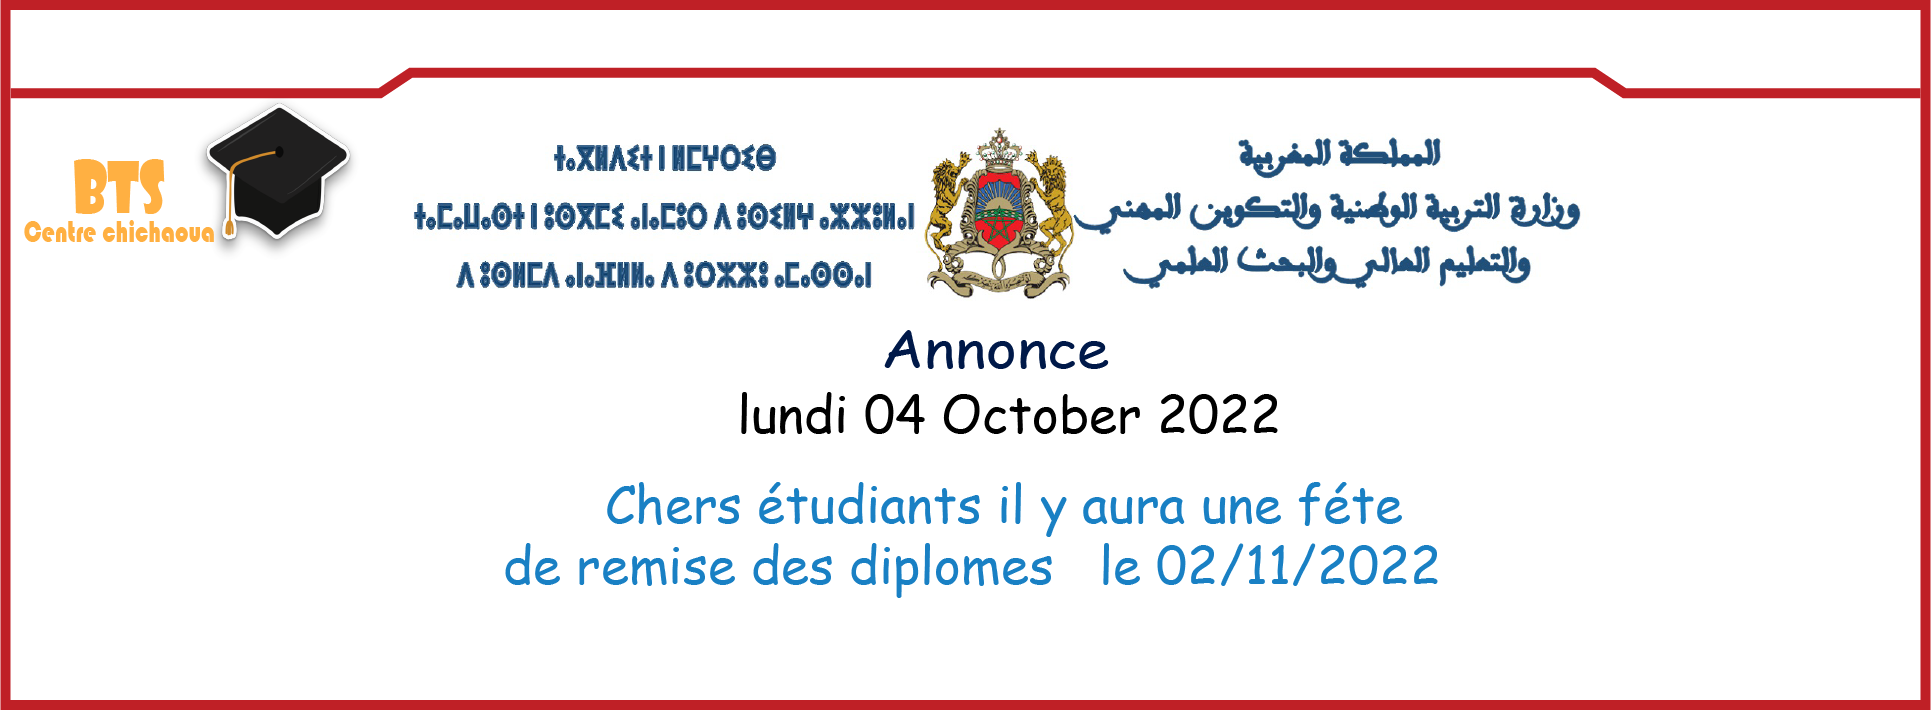 BTS
Centre chichaoua
ⵜⴰⴳⵍⴷⵉⵜ ⵏ ⵍⵎⵖⵔⵉⴱ
ⵜⴰⵎⴰⵡⴰⵙⵜ ⵏ ⵓⵙⴳⵎⵉ ⴰⵏⴰⵎⵓⵔ ⴷ ⵓⵙⵉⵍⵖ ⴰⵣⵣⵓⵍⴰⵏ
ⴷ ⵓⵙⵍⵎⴷ ⴰⵏⴰⴼⵍⵍⴰ ⴷ ⵓⵔⵣⵣⵓ ⴰⵎⴰⵙⵙⴰⵏ
المملكة المغربية
وزارة التربية الوطنية والتكوين المهني
والتعليم العالي والبحث العلمي
Annonce
lundi 04 October 2022
Chers étudiants il y aura une féte
de remise des diplomes le 02/11/2022